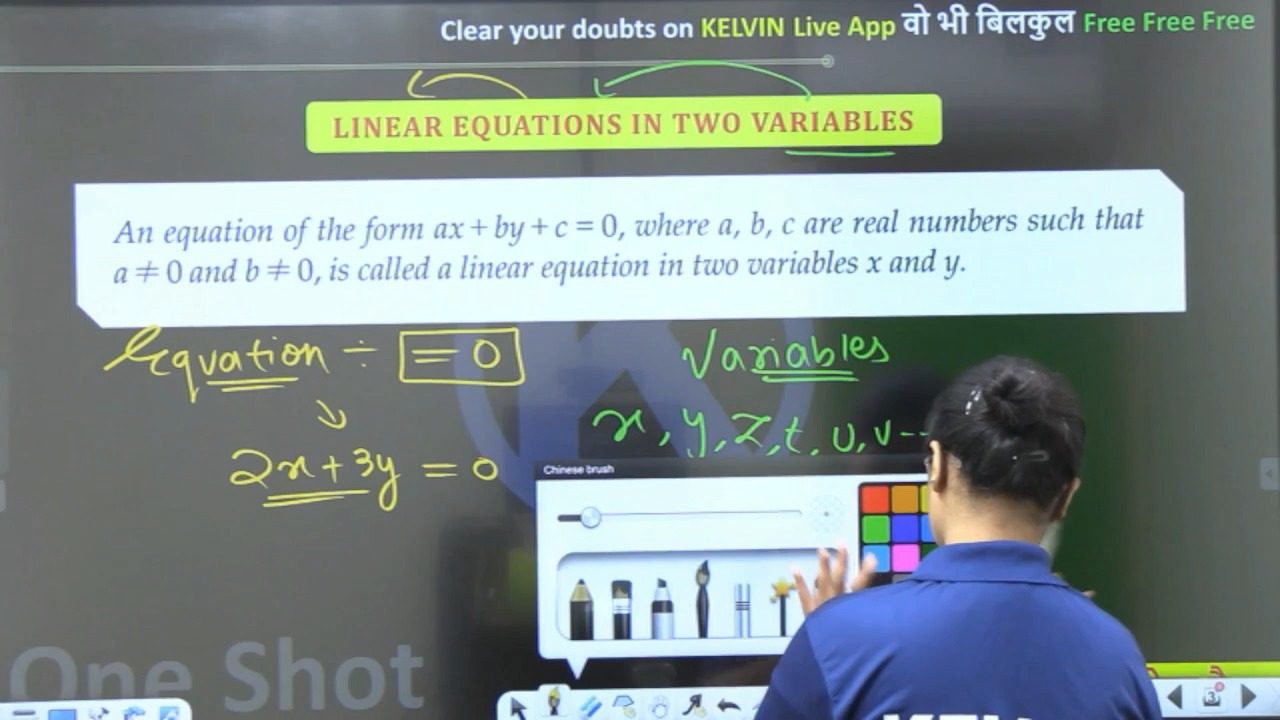 Clear your doubts on KELVIN Live App वो भी बिलकुल Free Free Free
LINEAR EQUATIONS IN TWO VARIABLES
An equation of the form ax + by + c = 0, where a, b, c are real numbers such that
a ≠ 0 and b ≠ 0, is called a linear equation in two variables x and y.
Equation ÷ = 0
2x + 3y = 0
Variables
x, y, z, t, u, v --
Chinese brush
One Shot
3